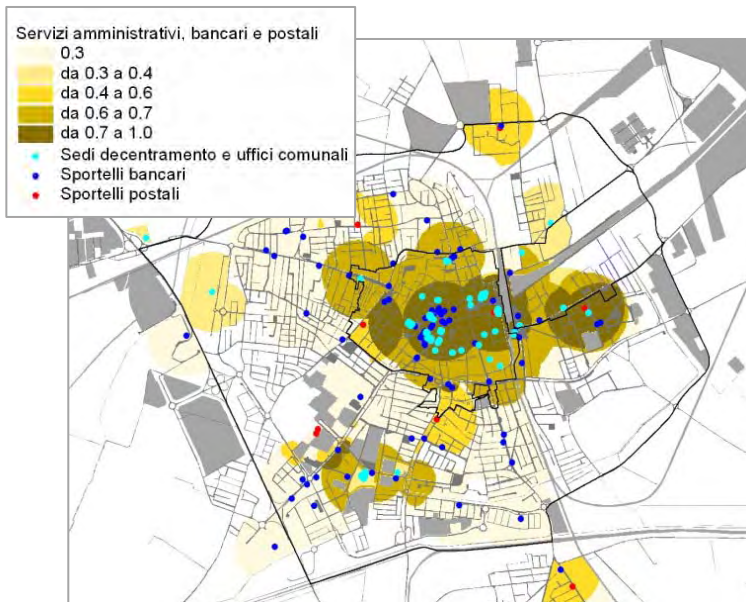 Servizi amministrativi, bancari e postali
0.3
da 0.3 a 0.4
da 0.4 a 0.6
da 0.6 a 0.7
da 0.7 a 1.0
Sedi decentramento e uffici comunali
Sportelli bancari
Sportelli postali